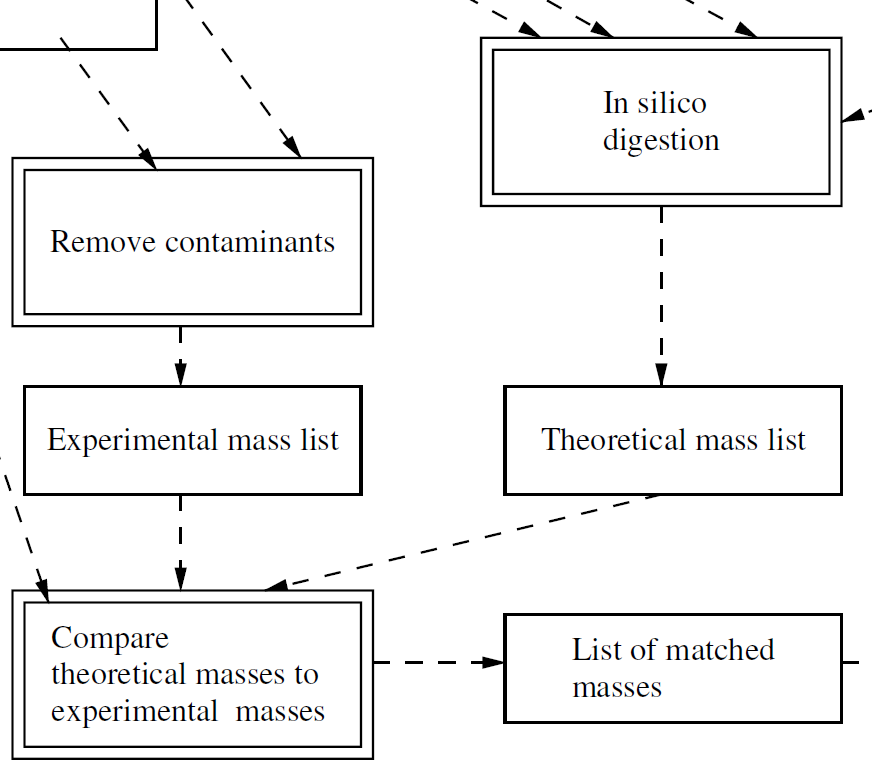 In silico
digestion
Remove contaminants
Experimental mass list
Theoretical mass list
Compare
theoretical masses to
experimental masses
List of matched
masses